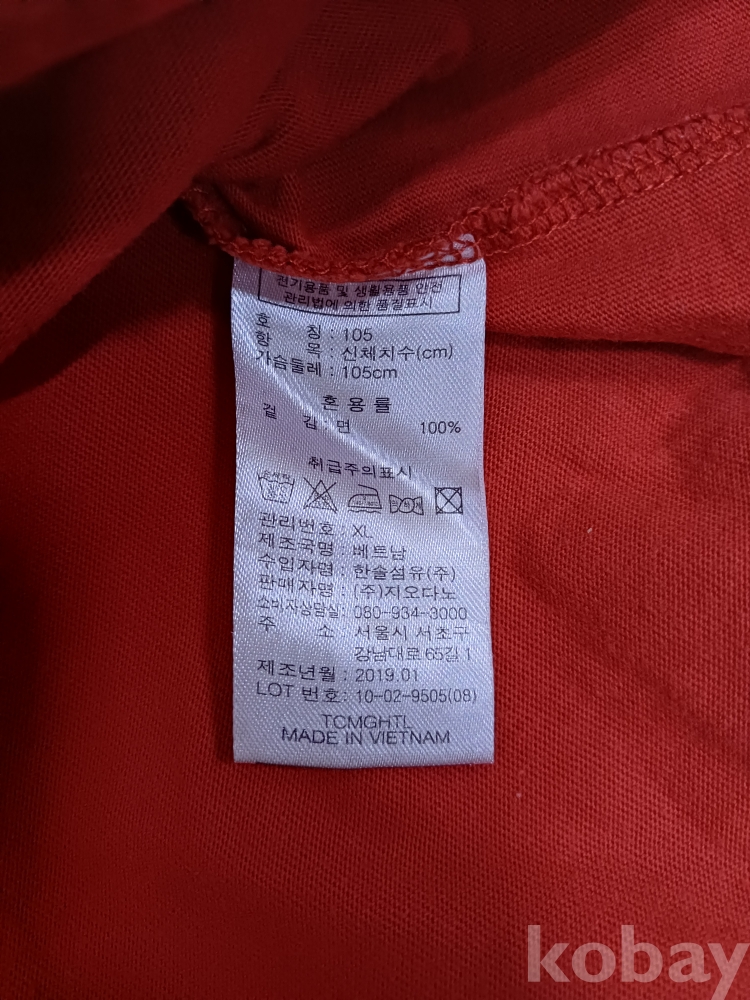 전기용품 및 생활용품 안전
관리법에 의한 품질표시
호 칭 : 105
항 목 : 신체치수(cm)
가슴둘레 : 105cm
혼 용 률
겉 감 : 면 100%
취급주의표시
관리번호 : XL
제조국명 : 베트남
수입자명 : 한솔섬유(주)
판매자명 : (주)지오다노
소비자상담실: 080-934-3000
주 소 : 서울시 서초구
강남대로 65길 1
제조년월 : 2019.01
LOT 번호: 10-02-9505(08)
TCMGHTL
MADE IN VIETNAM
kobay